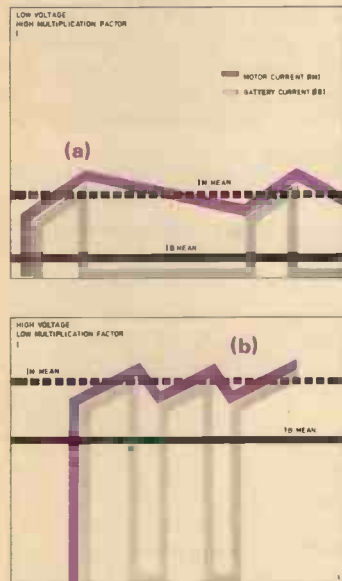 LOW VOLTAGE
HIGH MULTIPLICATION FACTOR
I
MOTOR CURRENT (IM)
BATTERY CURRENT (IB)
(a)
IM MEAN
IB MEAN
HIGH VOLTAGE
LOW MULTIPLICATION FACTOR
I
(b)
IM MEAN
IB MEAN